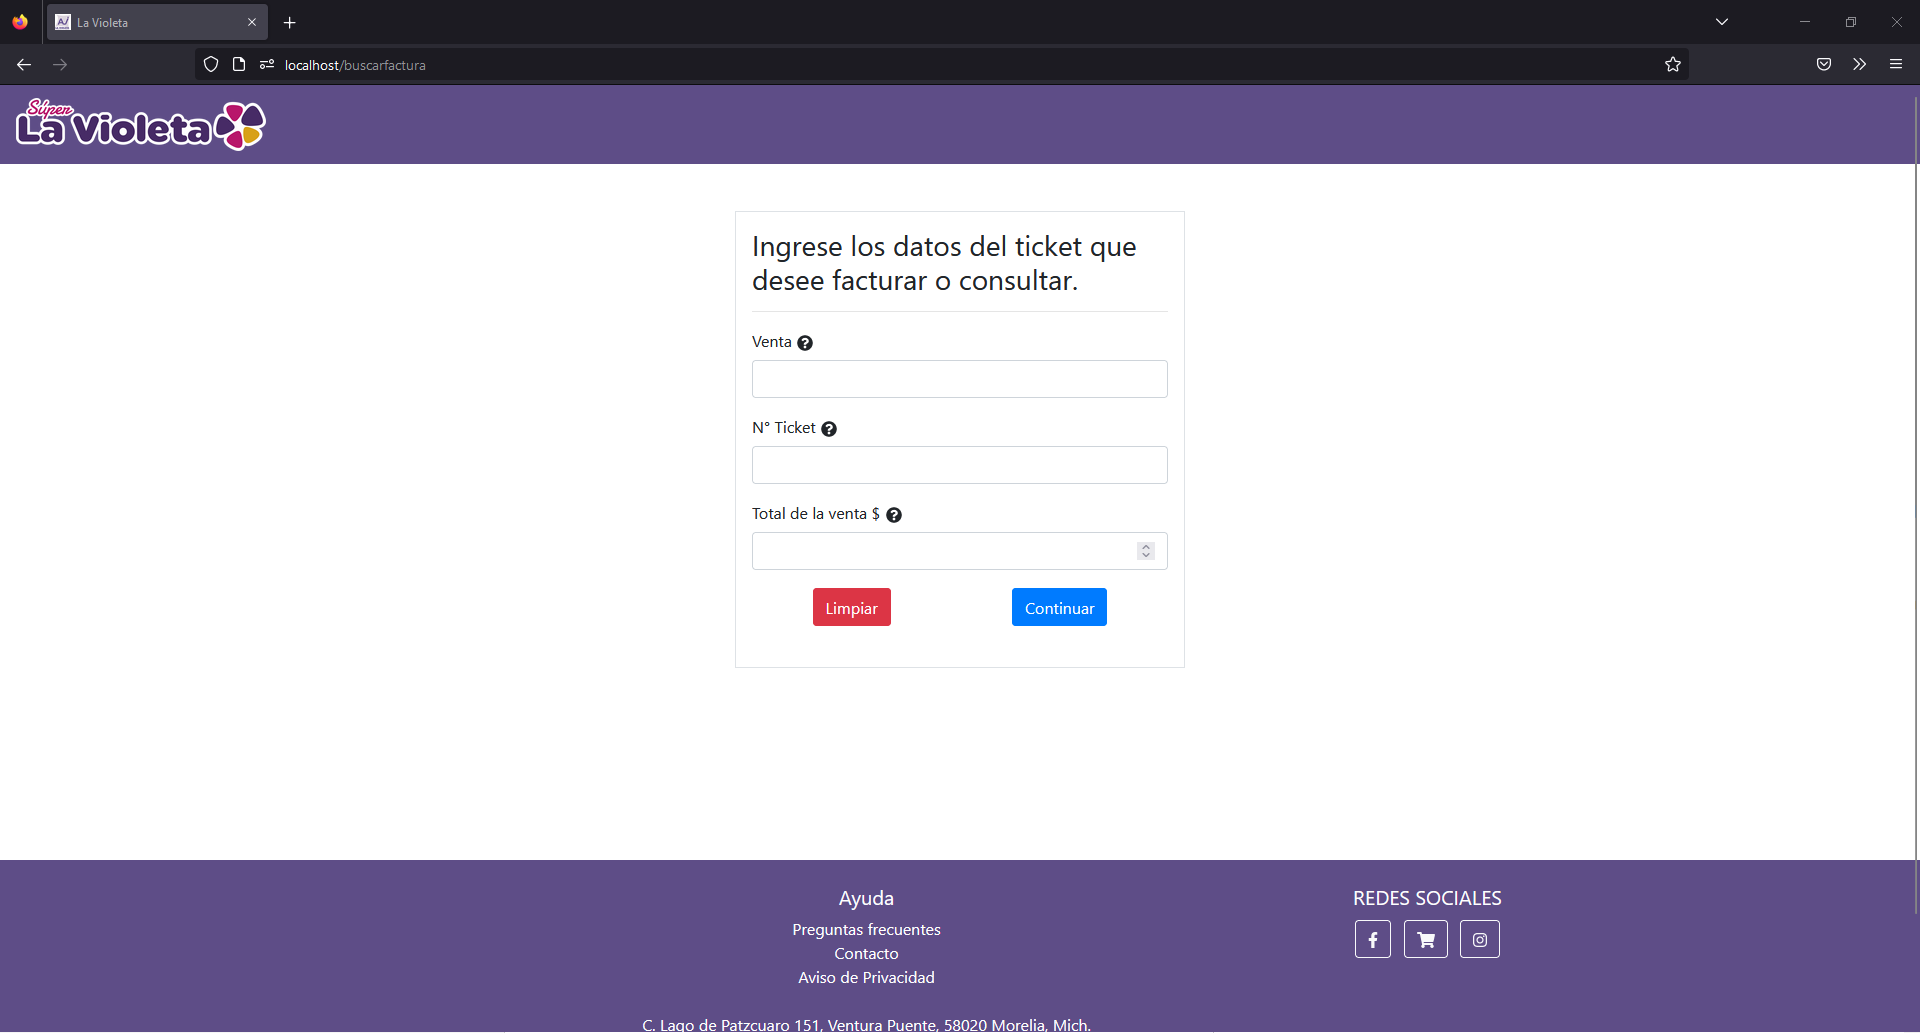 La Violeta
localhost/buscarfactura
Súper
La Violeta
Ingrese los datos del ticket que
desee facturar o consultar.
Venta ?
N° Ticket ?
Total de la venta $ ?
Limpiar
Continuar
Ayuda
Preguntas frecuentes
Contacto
Aviso de Privacidad
REDES SOCIALES
C. Lago de Patzcuaro 151, Ventura Puente, 58020 Morelia, Mich.